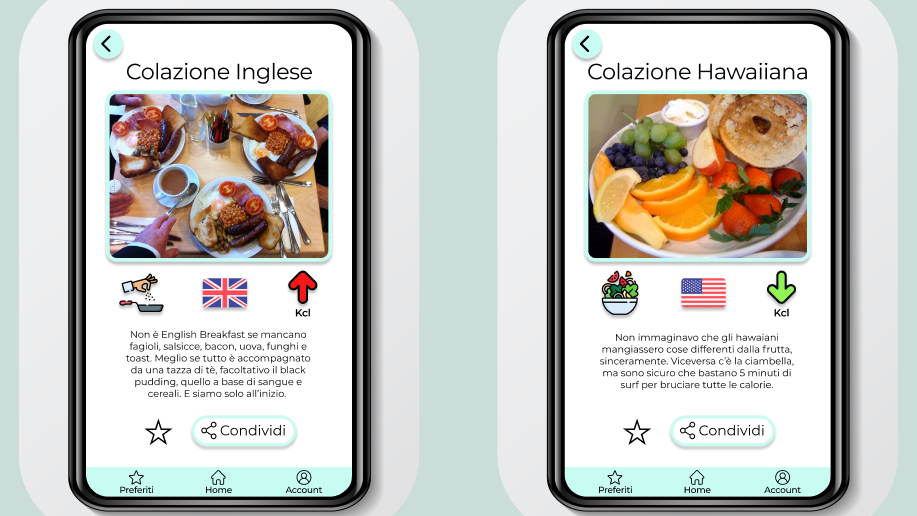 Colazione Inglese
Kcl
Non è English Breakfast se mancano
fagioli, salsicce, bacon, uova, funghi e
toast. Meglio se tutto è accompagnato
da una tazza di tè, facoltativo il black
pudding, quello a base di sangue e
cereali. E siamo solo all'inizio.
Condividi
Preferiti
Home
Account
Colazione Hawaiiana
Kcl
Non immaginavo che gli hawaiani
mangiassero cose differenti dalla frutta,
sinceramente. Viceversa c'è la ciambella,
ma sono sicuro che bastano 5 minuti di
surf per bruciare tutte le calorie.
Condividi
Preferiti
Home
Account